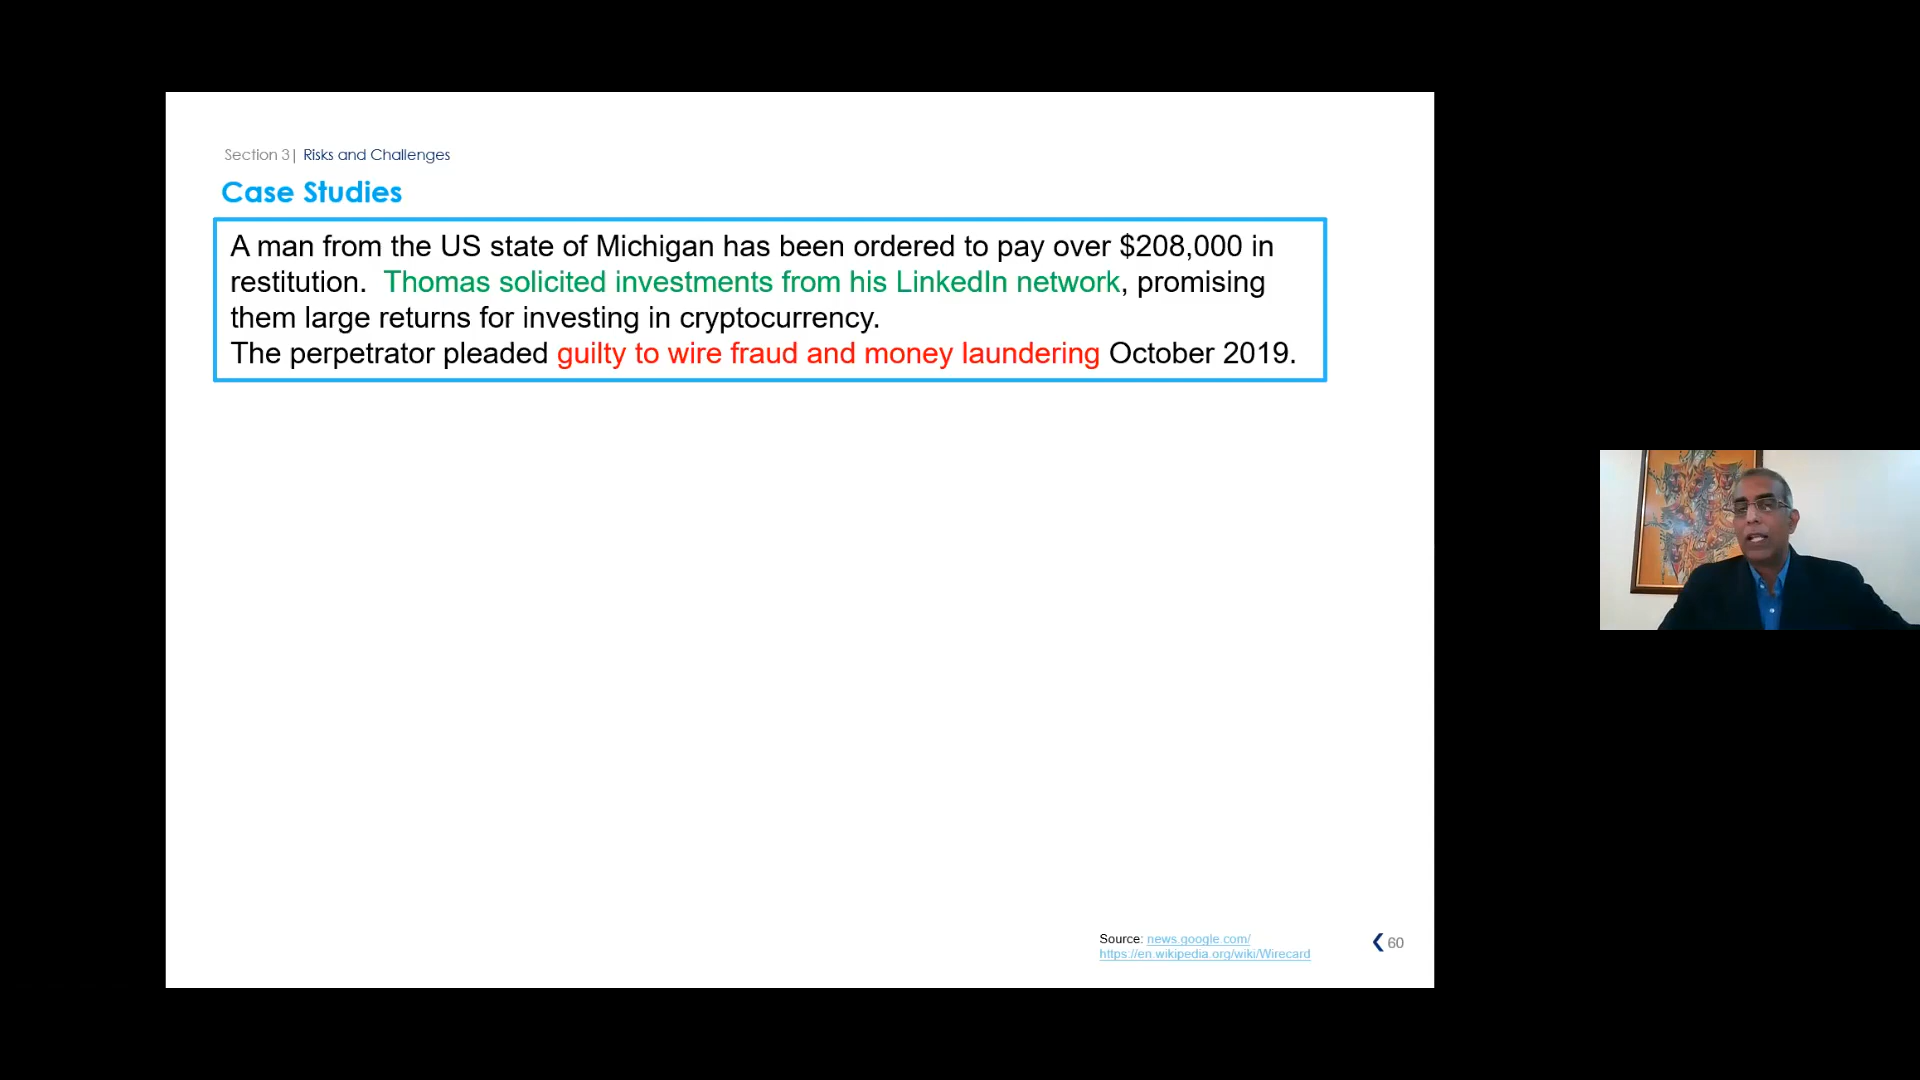 Section 3| Risks and Challenges
Case Studies
A man from the US state of Michigan has been ordered to pay over $208,000 in
restitution.  Thomas solicited investments from his LinkedIn network, promising
them large returns for investing in cryptocurrency.
The perpetrator pleaded guilty to wire fraud and money laundering October 2019.
Source: news.google.com/
https://en.wikipedia.org/wiki/Wirecard
60